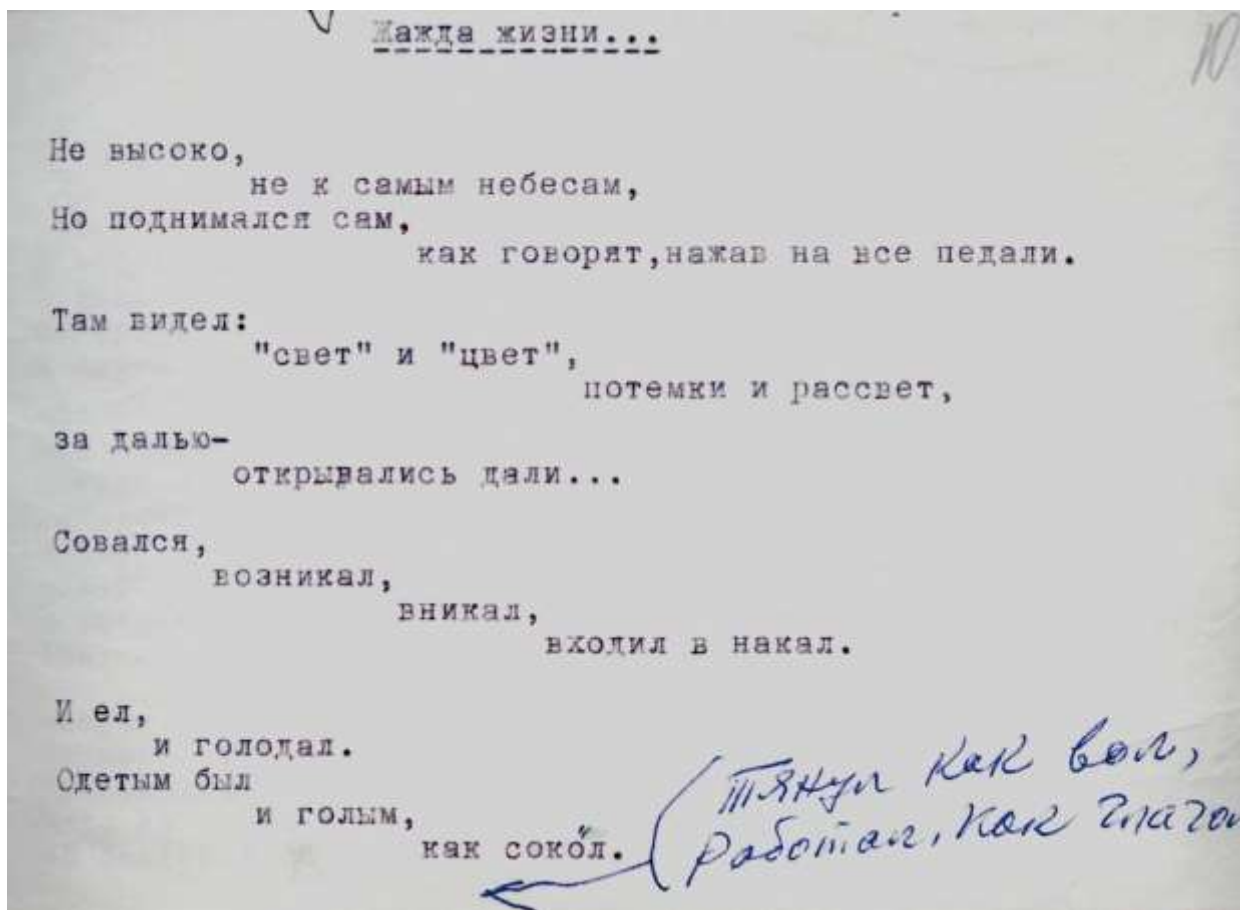 Жажда жизни...
10
Не высоко,
не к самым небесам,
Но поднимался сам,
как говорят,нажав на все педали.
Там видел:
"свет" и "цвет",
потемки и рассвет,
за далью-
открывались дали...
Совался,
возникал,
вникал,
входил в накал.
И ел,
и голодал.
Одетым был
и голым,
как сокол.
Тянул как вол,
Работал, как глагол